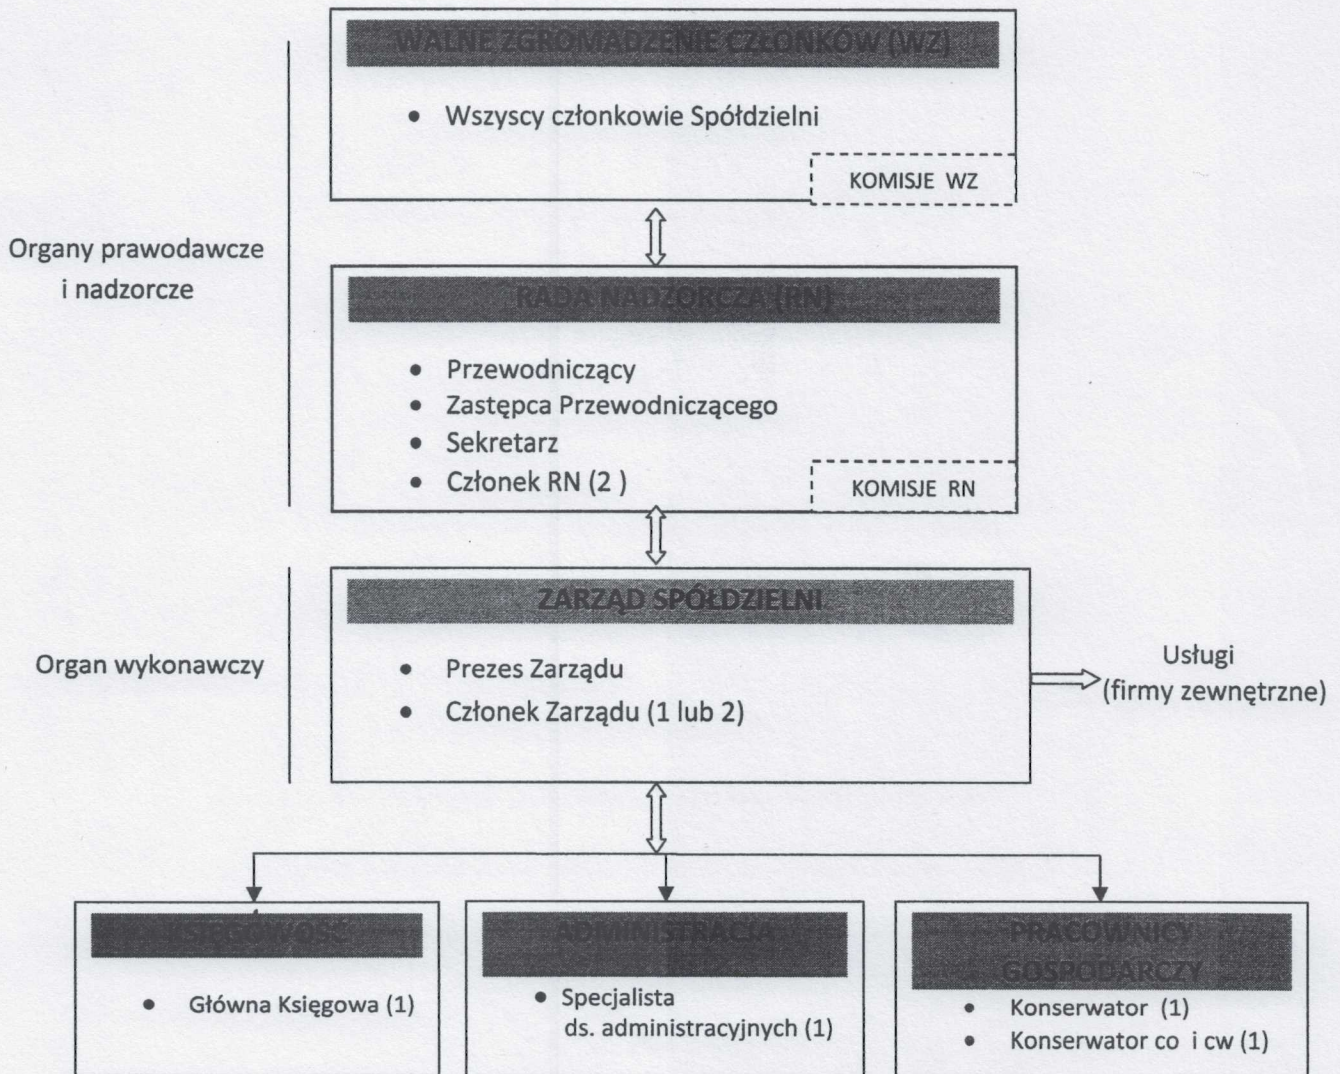 WALNE ZGROMADZENIE CZŁONKÓW (WZ)
• Wszyscy członkowie Spółdzielni
KOMISJE WZ
Organy prawodawcze
i nadzorcze
RADA NADZORCZA (RN)
• Przewodniczący
• Zastępca Przewodniczącego
• Sekretarz
• Członek RN (2 )
KOMISJE RN
ZARZĄD SPÓŁDZIELNI
Organ wykonawczy
• Prezes Zarządu
• Członek Zarządu (1 lub 2)
Usługi
(firmy zewnętrzne)
KSIĘGOWOŚĆ
• Główna Księgowa (1)
ADMINISTRACJA
• Specjalista
ds. administracyjnych (1)
PRACOWNICY
GOSPODARCZY
• Konserwator (1)
• Konserwator co i cw (1)